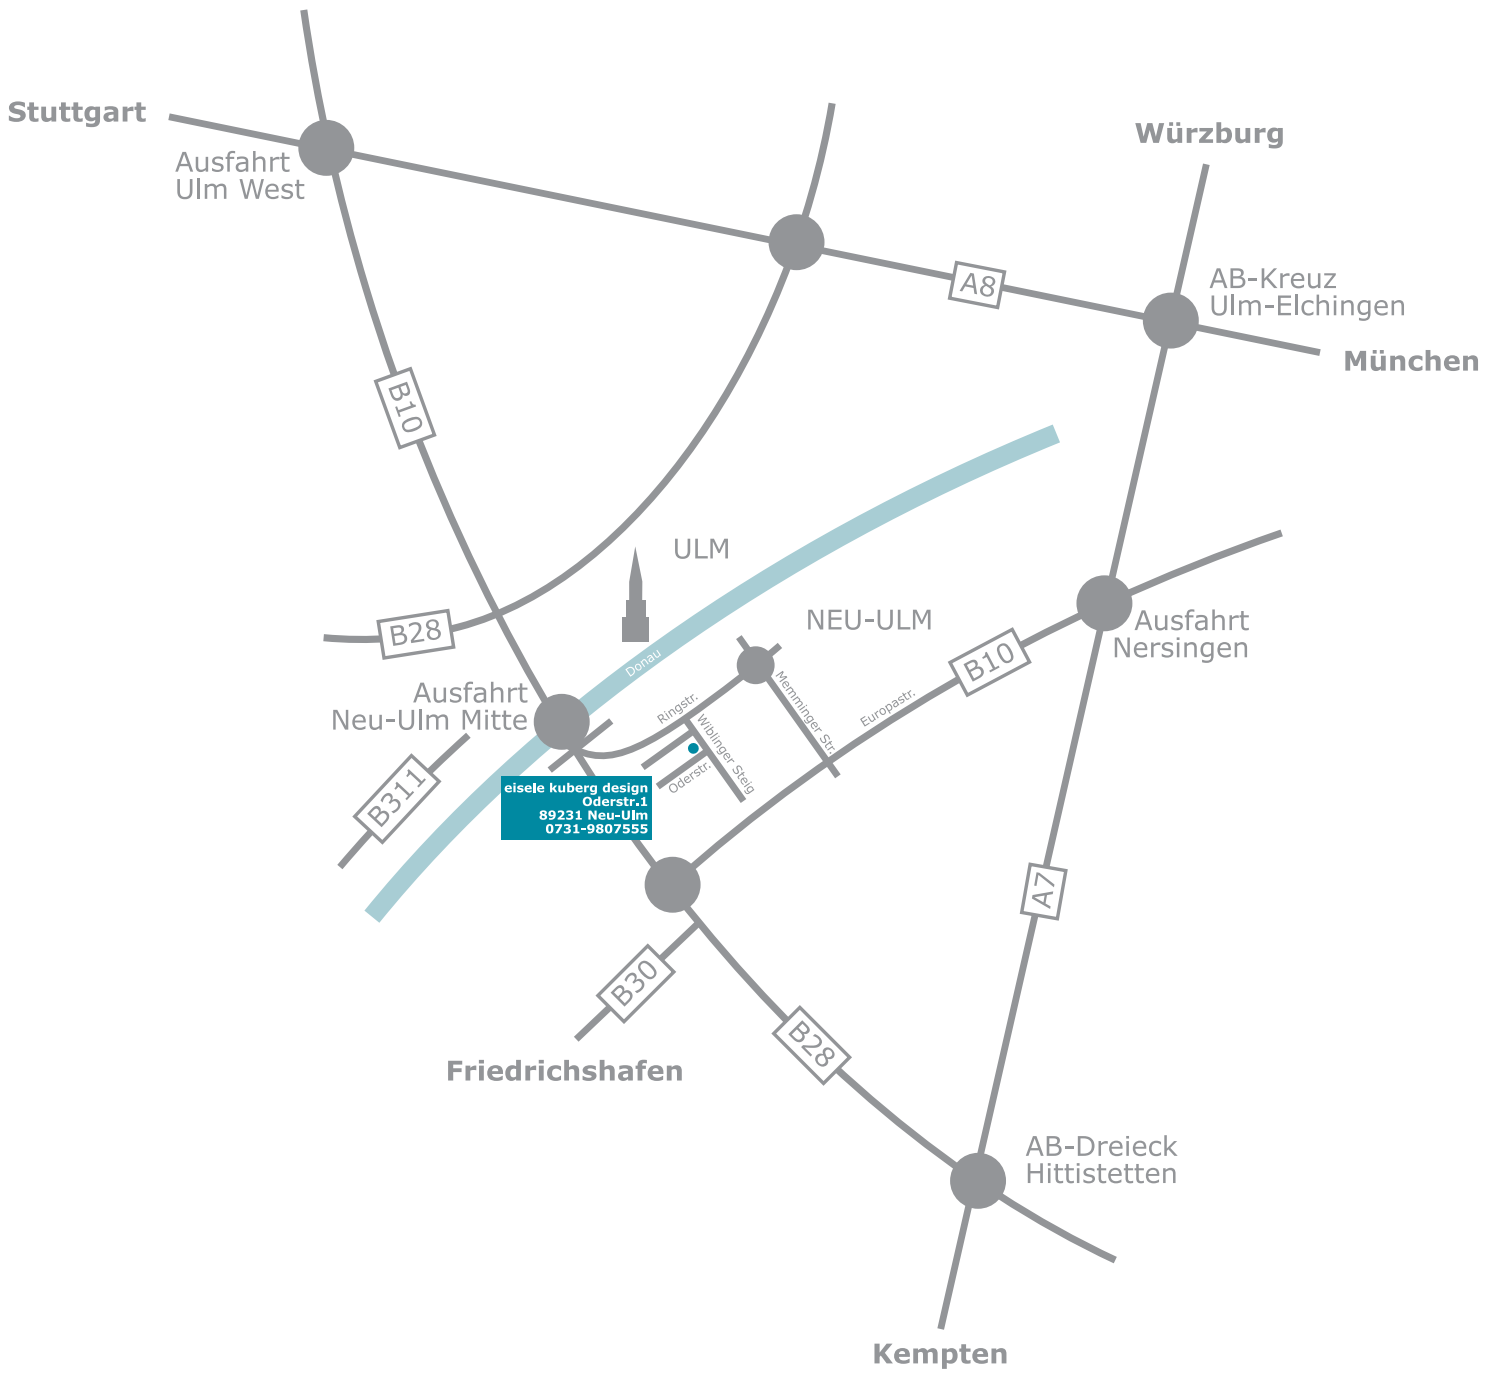 Stuttgart
Würzburg
Ausfahrt
Ulm West
A8
AB-Kreuz
Ulm-Elchingen
München
B10
ULM
NEU-ULM
B28
Donau
Ausfahrt
Nersingen
B10
Ausfahrt
Neu-Ulm Mitte
Ringstr.
Memminger Str.
Europastr.
Wiblinger Steig
Oderstr.
B311
eisele kuberg design
Oderstr.1
89231 Neu-Ulm
0731-9807555
A7
B30
B28
Friedrichshafen
AB-Dreieck
Hittistetten
Kempten